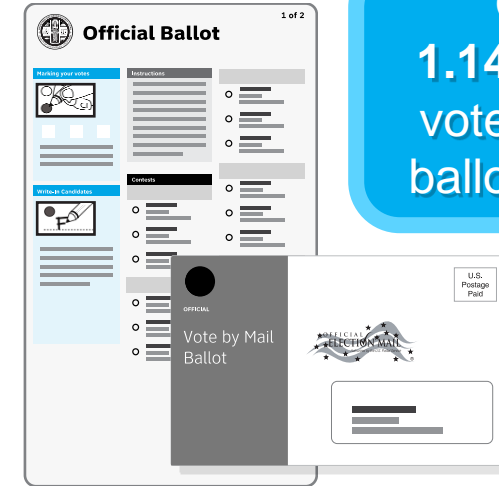 1 of 2
Official Ballot
Marking your votes
Instructions
Contests
Write-in Candidates
1.14
vote
ballo
OFFICIAL
Vote by Mail
Ballot
U.S.
Postage
Paid
OFFICIAL
ELECTION MAIL